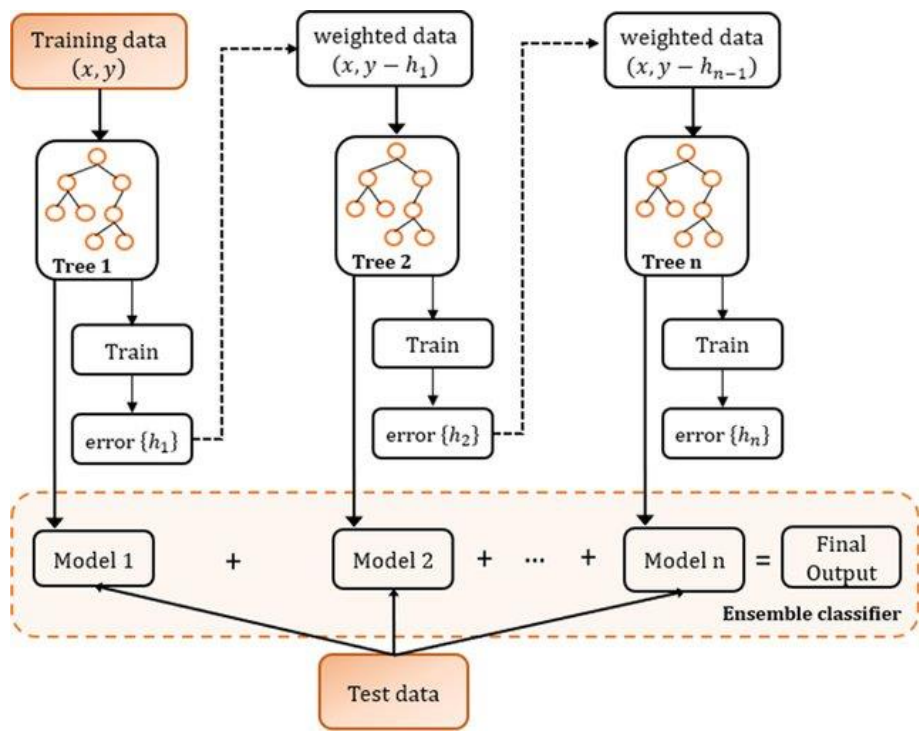 Training data
(x, y)
weighted data
(x, y − h₁)
weighted data
(x, y − hₙ₋₁)
Tree 1
Tree 2
Tree n
Train
Train
Train
error {h₁}
error {h₂}
error {hₙ}
Model 1 + Model 2 + ... + Model n = Final
Output
Ensemble classifier
Test data